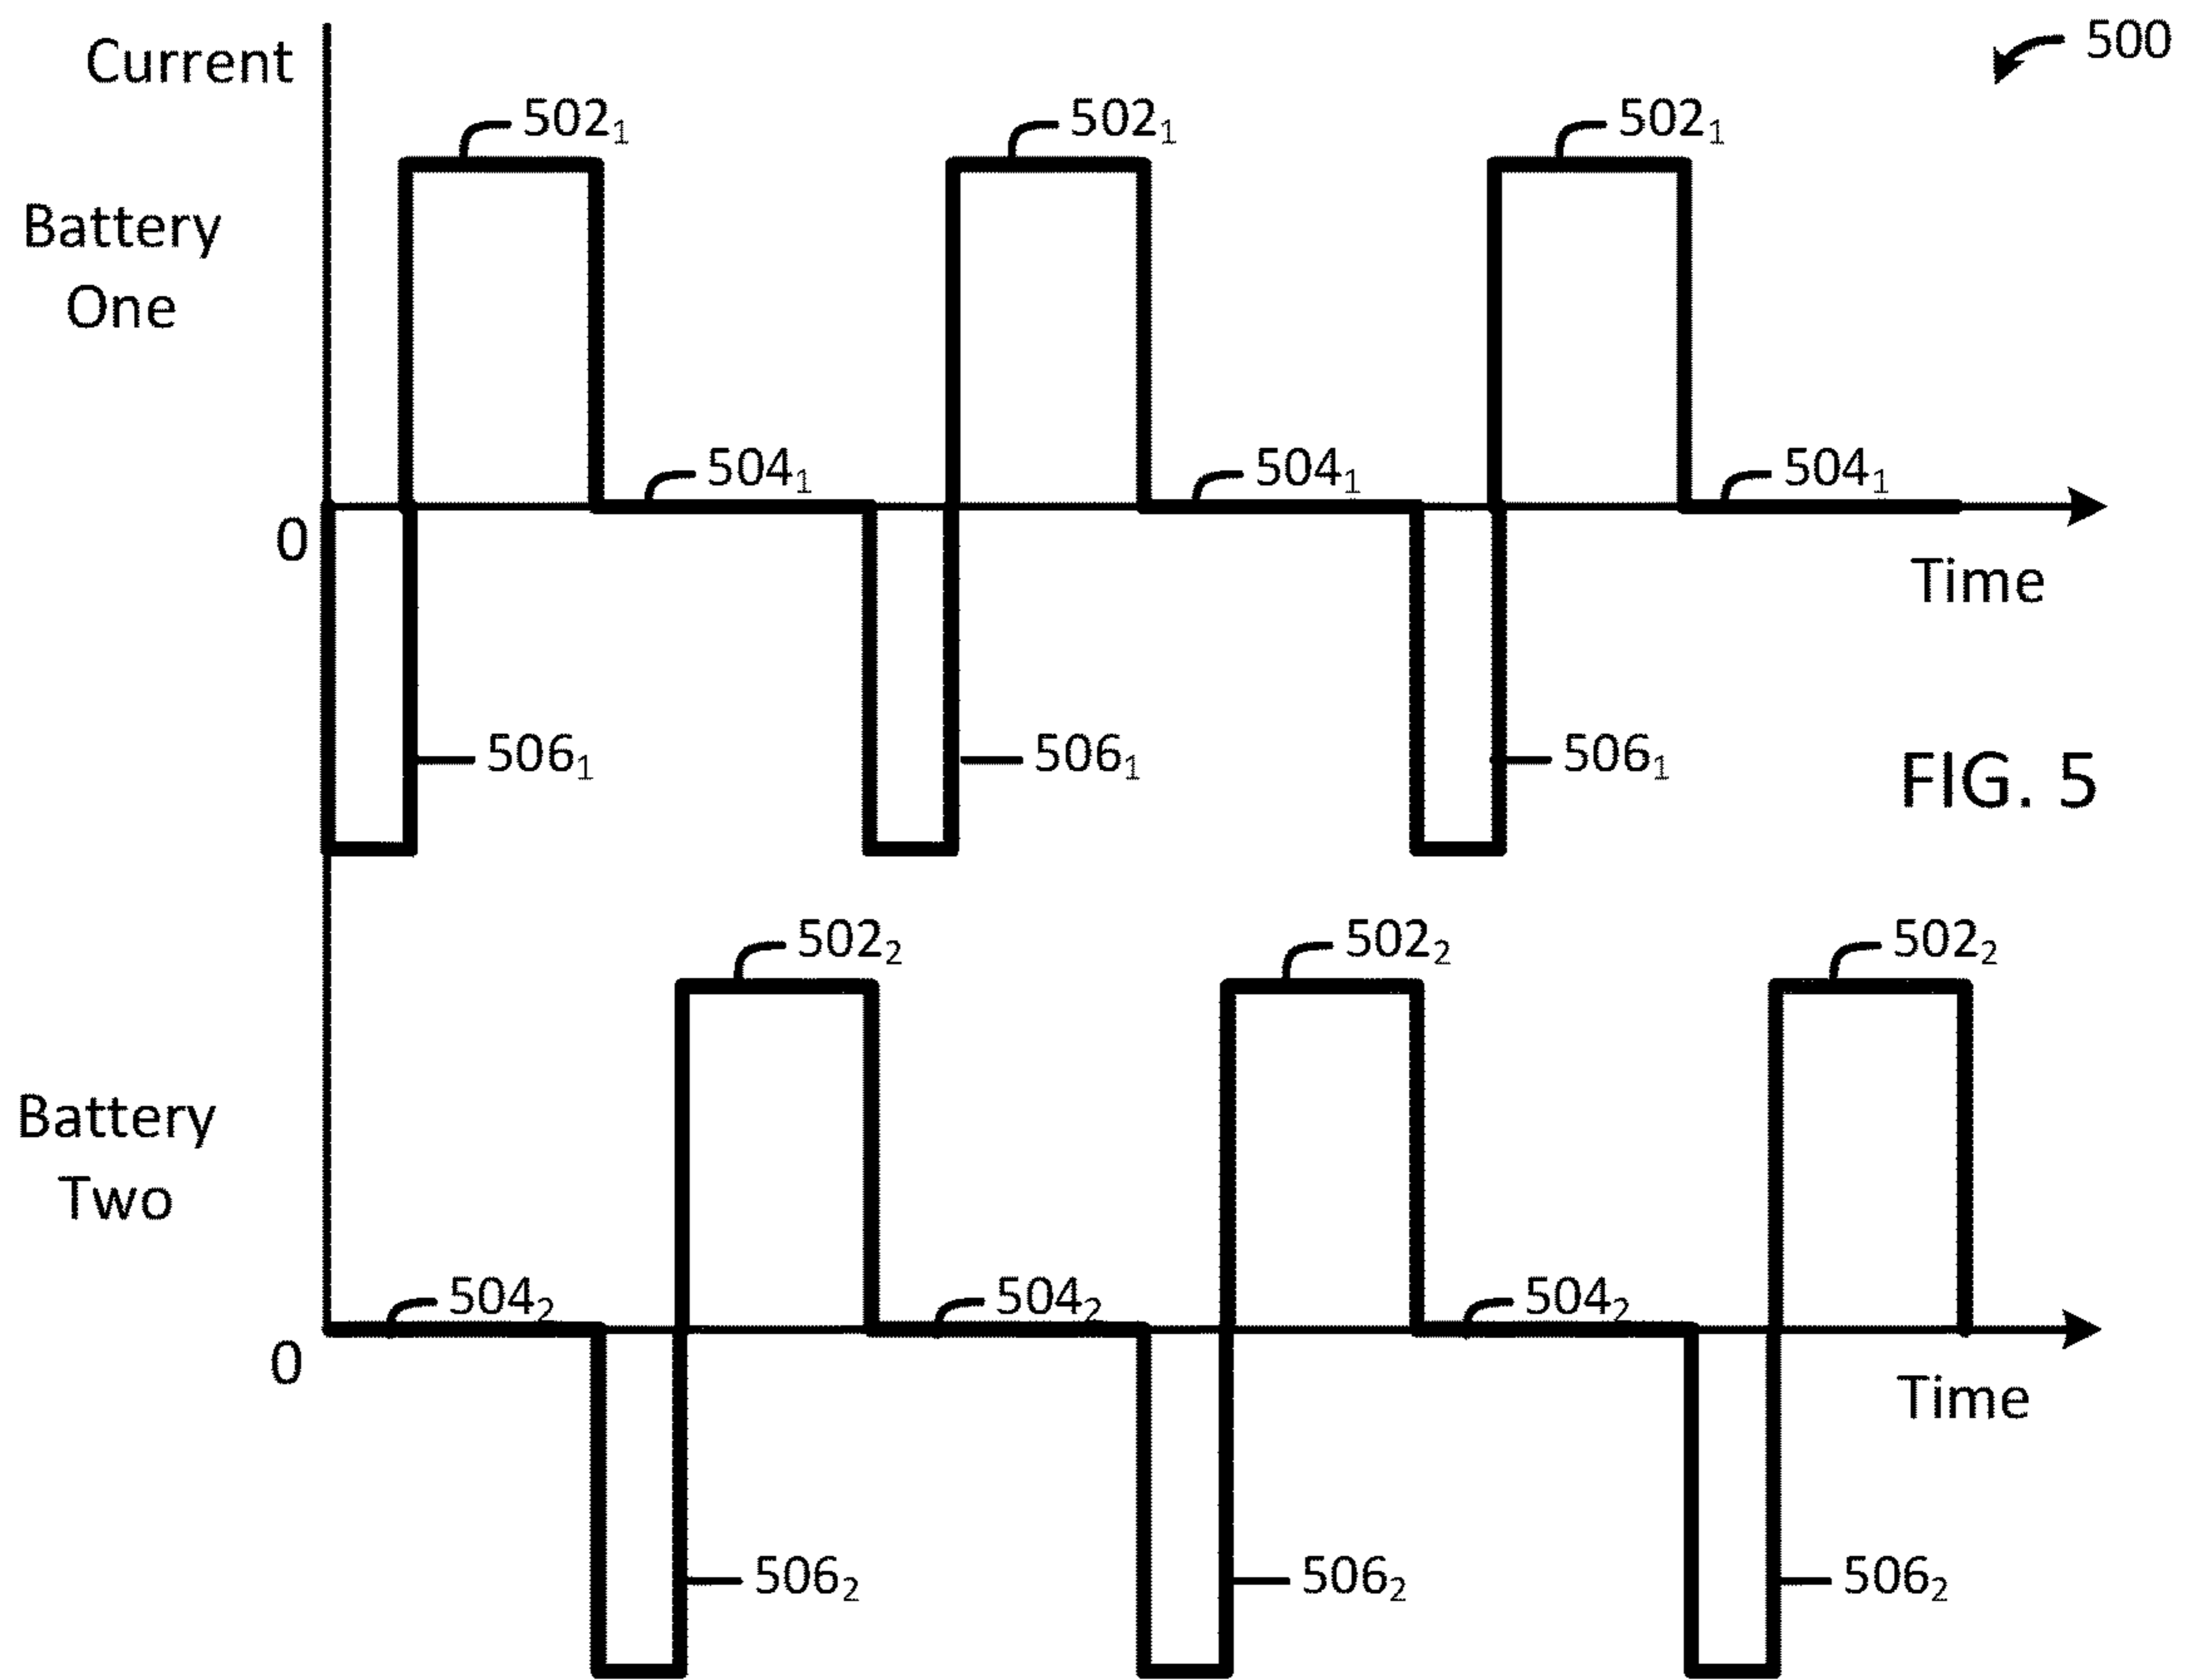 Current
500
502₁ 502₁ 502₁
Battery
One
504₁ 504₁ 504₁
0
Time
506₁ 506₁ 506₁
FIG. 5
502₂ 502₂ 502₂
Battery
Two
504₂ 504₂ 504₂
0
Time
506₂ 506₂ 506₂